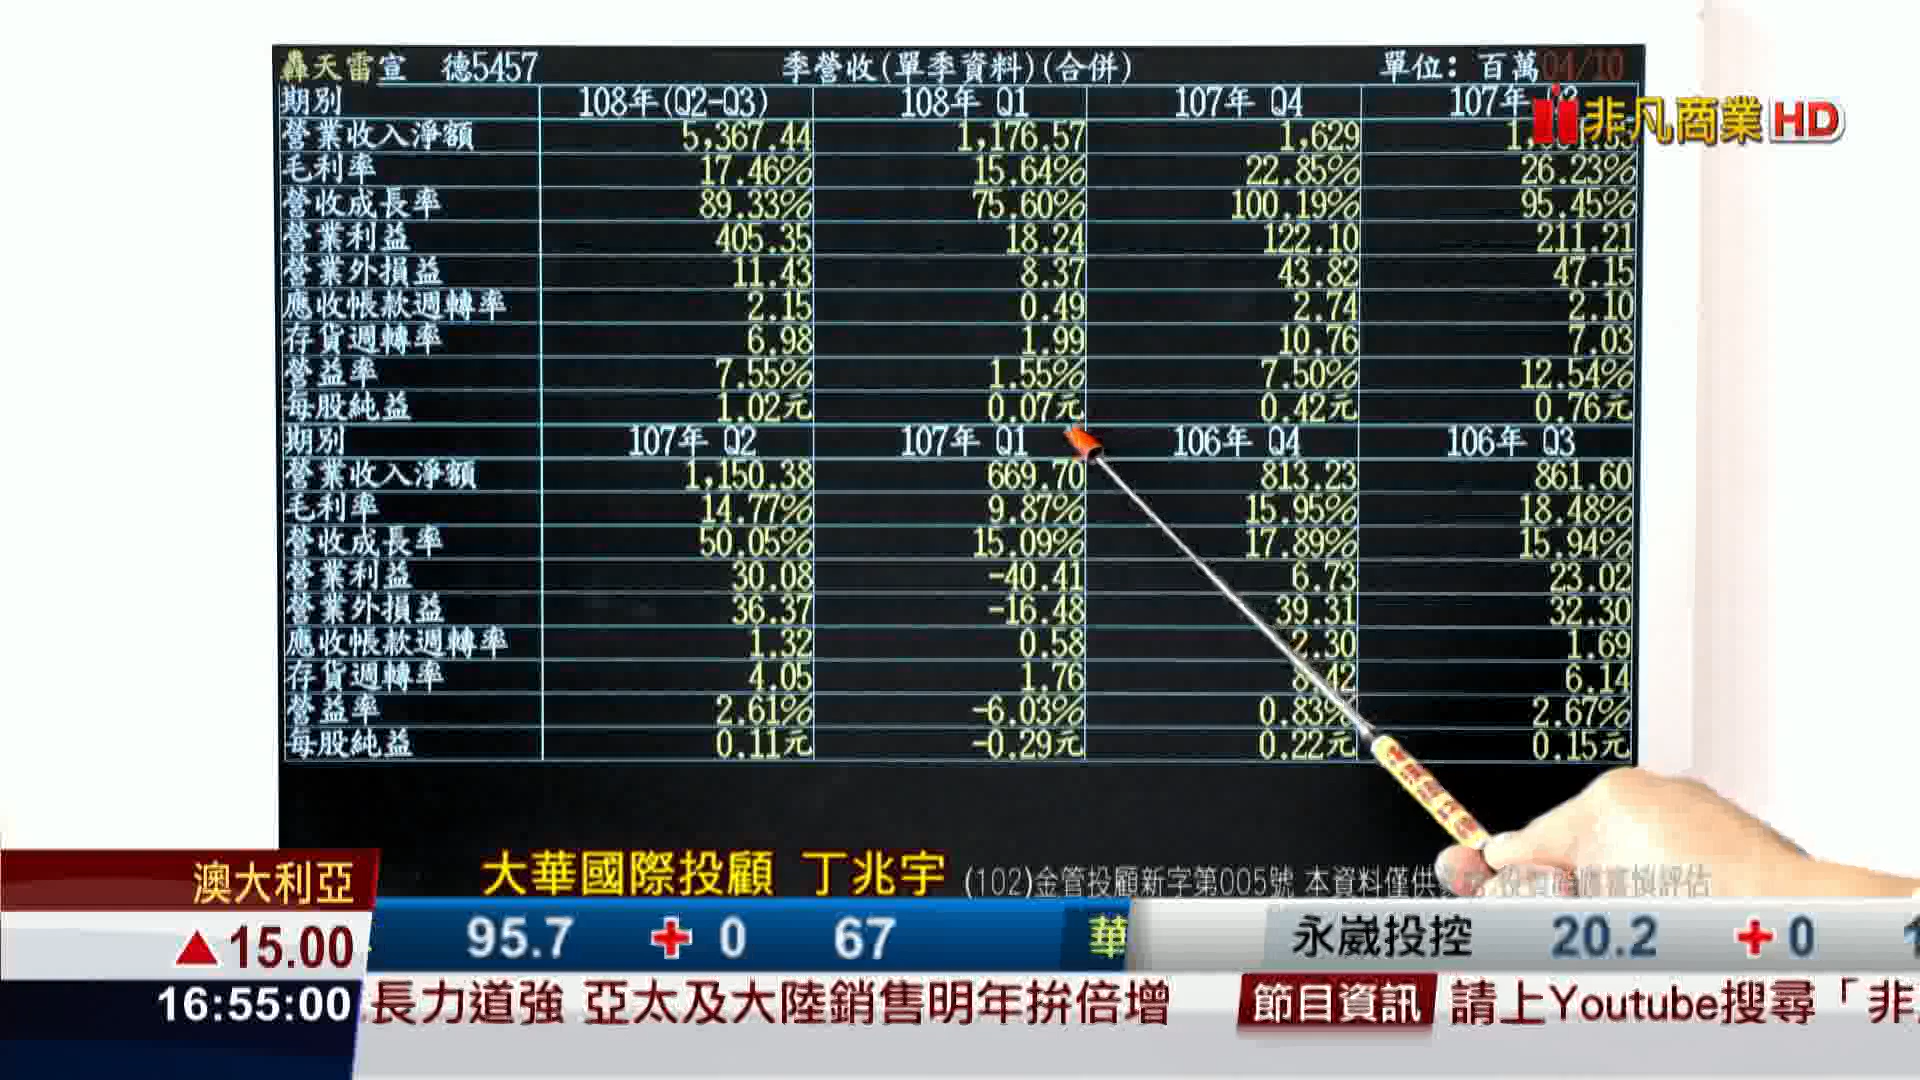 轟天雷宣 德5457 季營收(單季資料)(合併) 單位: 百萬 04/10
非凡商業HD
期別 108年(Q2-Q3) 108年 Q1 107年 Q4 107年
營業收入淨額 5,367.44 1,176.57 1,629
毛利率 17.46% 15.64% 22.85% 26.23%
營收成長率 89.33% 75.60% 100.19% 95.45%
營業利益 405.35 18.24 122.10 211.21
營業外損益 11.43 8.37 43.82 47.15
應收帳款週轉率 2.15 0.49 2.74 2.10
存貨週轉率 6.98 1.99 10.76 7.03
營益率 7.55% 1.55% 7.50% 12.54%
每股純益 1.02元 0.07元 0.42元 0.76元
期別 107年 Q2 107年 Q1 106年 Q4 106年 Q3
營業收入淨額 1,150.38 669.70 813.23 861.60
毛利率 14.77% 9.87% 15.95% 18.48%
營收成長率 50.05% 15.09% 17.89% 15.94%
營業利益 30.08 -40.41 6.73 23.02
營業外損益 36.37 -16.48 39.31 32.30
應收帳款週轉率 1.32 0.58 2.30 1.69
存貨週轉率 4.05 1.76 8.42 6.14
營益率 2.61% -6.03% 0.83% 2.67%
每股純益 0.11元 -0.29元 0.22元 0.15元
大華國際投顧 丁兆宇 (102)金管投顧新字第005號 本資料僅供
澳大利亞
▲15.00
95.7 + 0 67 華 永崴投控 20.2 + 0
16:55:00
長力道強 亞太及大陸銷售明年拚倍增 節目資訊 請上Youtube搜尋「非